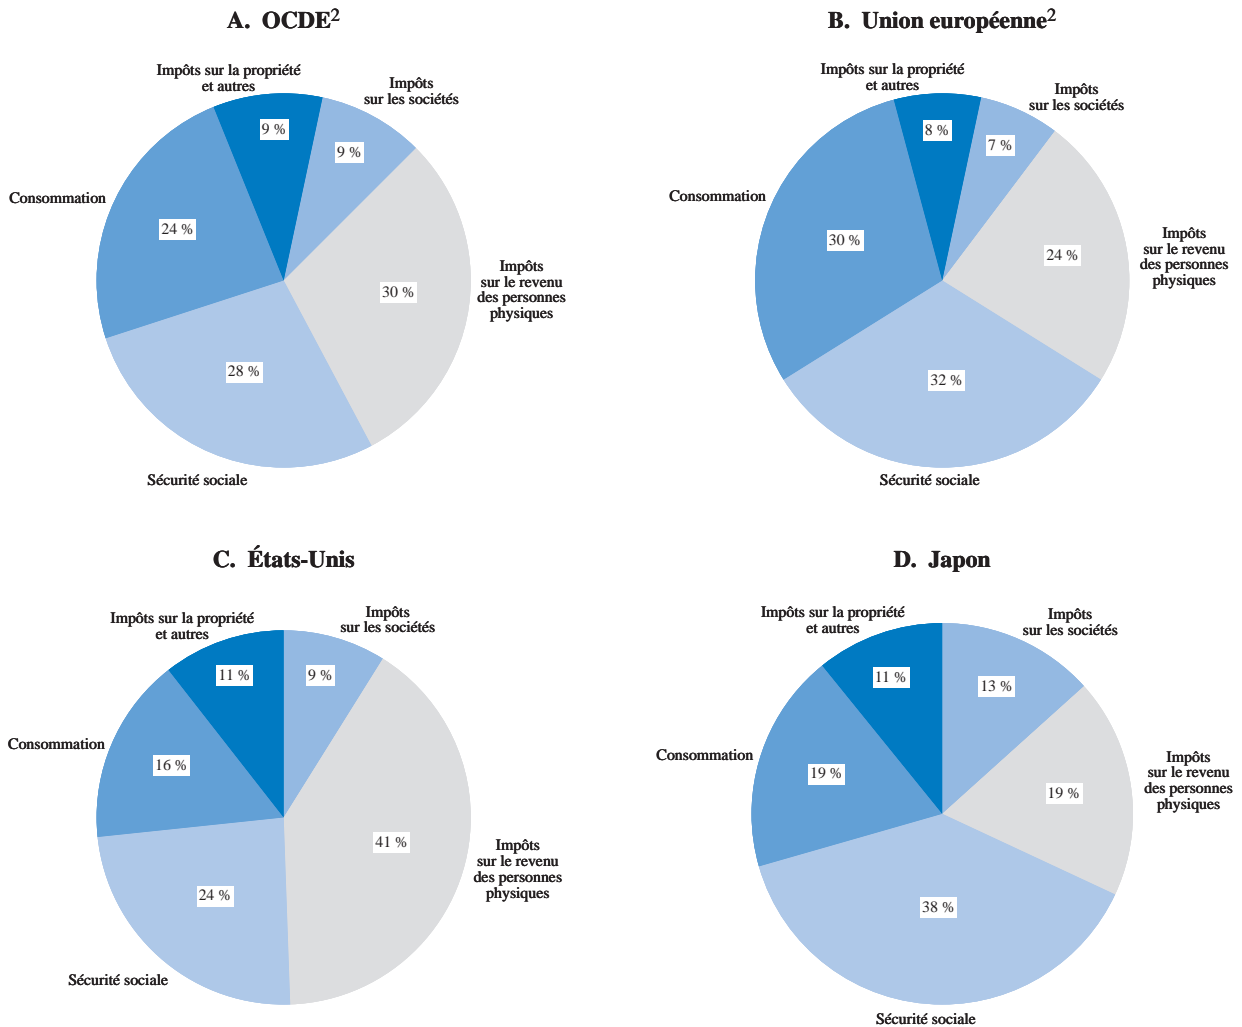 A. OCDE2
Impôts sur la propriété
et autres
Impôts
sur les sociétés
9 %
9 %
Consommation
24 %
Impôts
sur le revenu
des personnes
physiques
30 %
28 %
Sécurité sociale
B. Union européenne2
Impôts sur la propriété
et autres
Impôts
sur les sociétés
8 %
7 %
Consommation
30 %
24 %
Impôts
sur le revenu
des personnes
physiques
32 %
Sécurité sociale
C. États-Unis
Impôts sur la propriété
et autres
Impôts
sur les sociétés
11 %
9 %
Consommation
16 %
41 %
Impôts
sur le revenu
des personnes
physiques
24 %
Sécurité sociale
D. Japon
Impôts sur la propriété
et autres
Impôts
sur les sociétés
11 %
13 %
Consommation
19 %
19 %
Impôts
sur le revenu
des personnes
physiques
38 %
Sécurité sociale